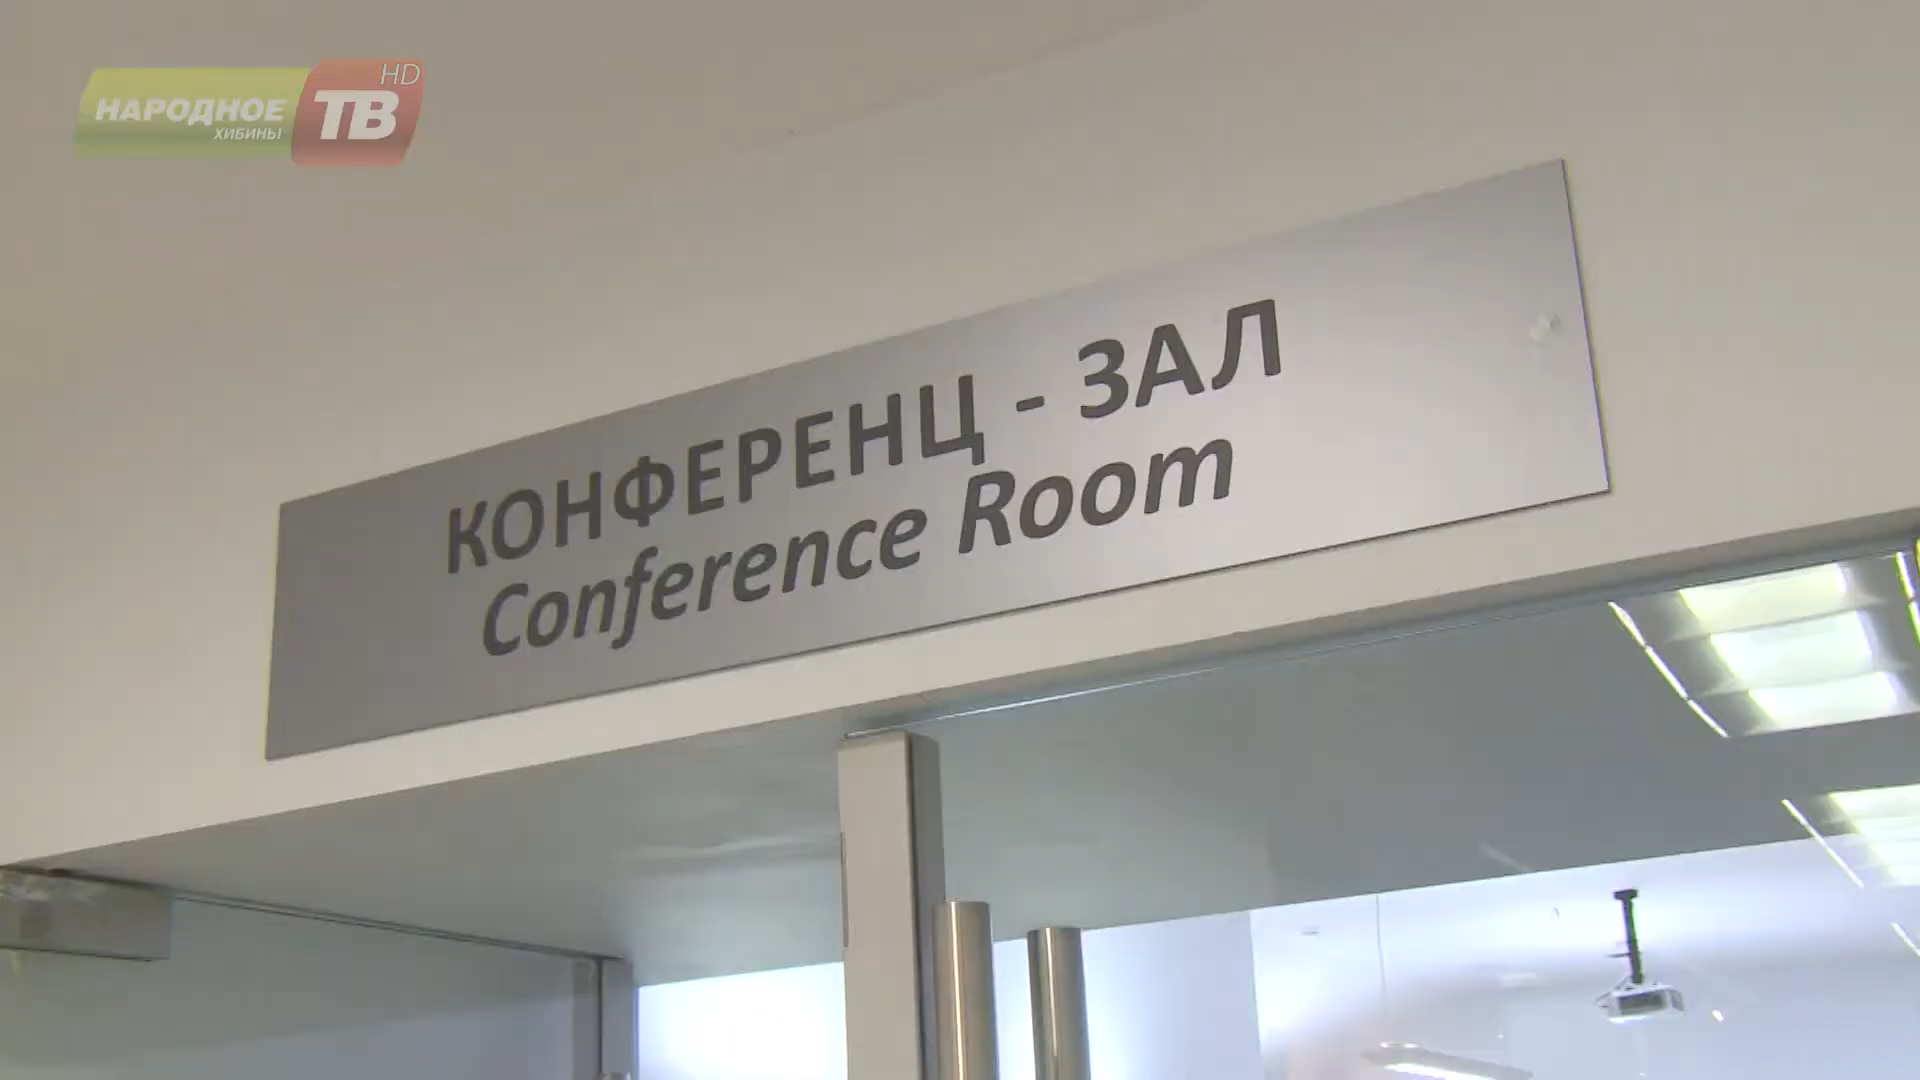 НАРОДНОЕ
ХИБИНЫ
ТВ
HD
КОНФЕРЕНЦ - ЗАЛ
Conference Room